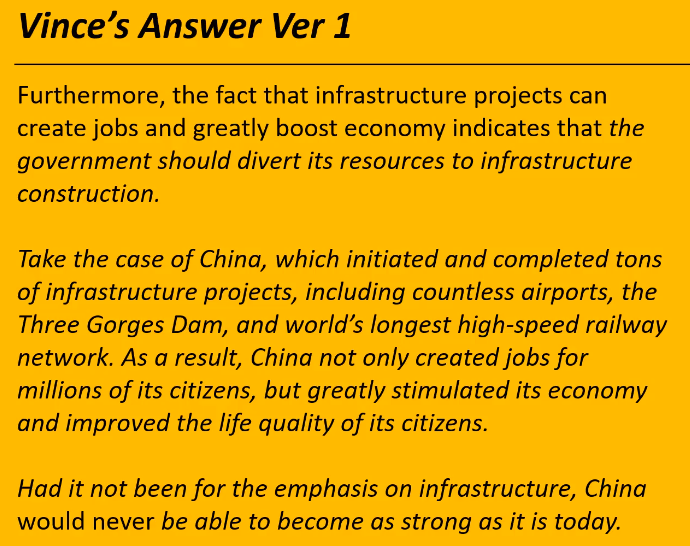 Vince's Answer Ver 1
Furthermore, the fact that infrastructure projects can
create jobs and greatly boost economy indicates that the
government should divert its resources to infrastructure
construction.
Take the case of China, which initiated and completed tons
of infrastructure projects, including countless airports, the
Three Gorges Dam, and world's longest high-speed railway
network. As a result, China not only created jobs for
millions of its citizens, but greatly stimulated its economy
and improved the life quality of its citizens.
Had it not been for the emphasis on infrastructure, China
would never be able to become as strong as it is today.